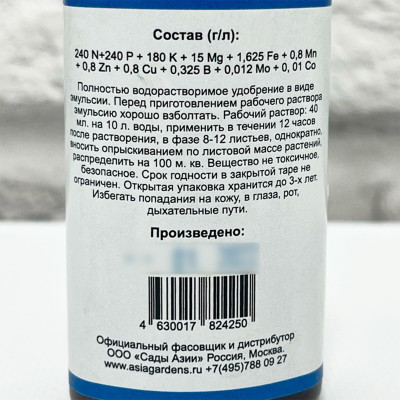 Состав (г/л):
240 N+240 P + 180 K + 15 Mg + 1,625 Fe + 0,8 Mn
+ 0,8 Zn + 0,8 Cu + 0,325 B + 0,012 Mo + 0, 01 Co
Полностью водорастворимое удобрение в виде
эмульсии. Перед приготовлением рабочего раствора
эмульсию хорошо взболтать. Рабочий раствор: 40
мл. на 10 л. воды, применить в течении 12 часов
после растворения, в фазе 8-12 листьев, однократно,
вносить опрыскиванием по листовой массе растений,
распределить на 100 м. кв. Вещество не токсичное,
безопасное. Срок годности в закрытой таре не
ограничен. Открытая упаковка хранится до 3-х лет.
Избегать попадания на кожу, в глаза, рот,
дыхательные пути.
Произведено:
4 630017 824250
Официальный фасовщик и дистрибутор
ООО «Сады Азии» Россия, Москва.
www.asiagardens.ru +7(495)788 09 27